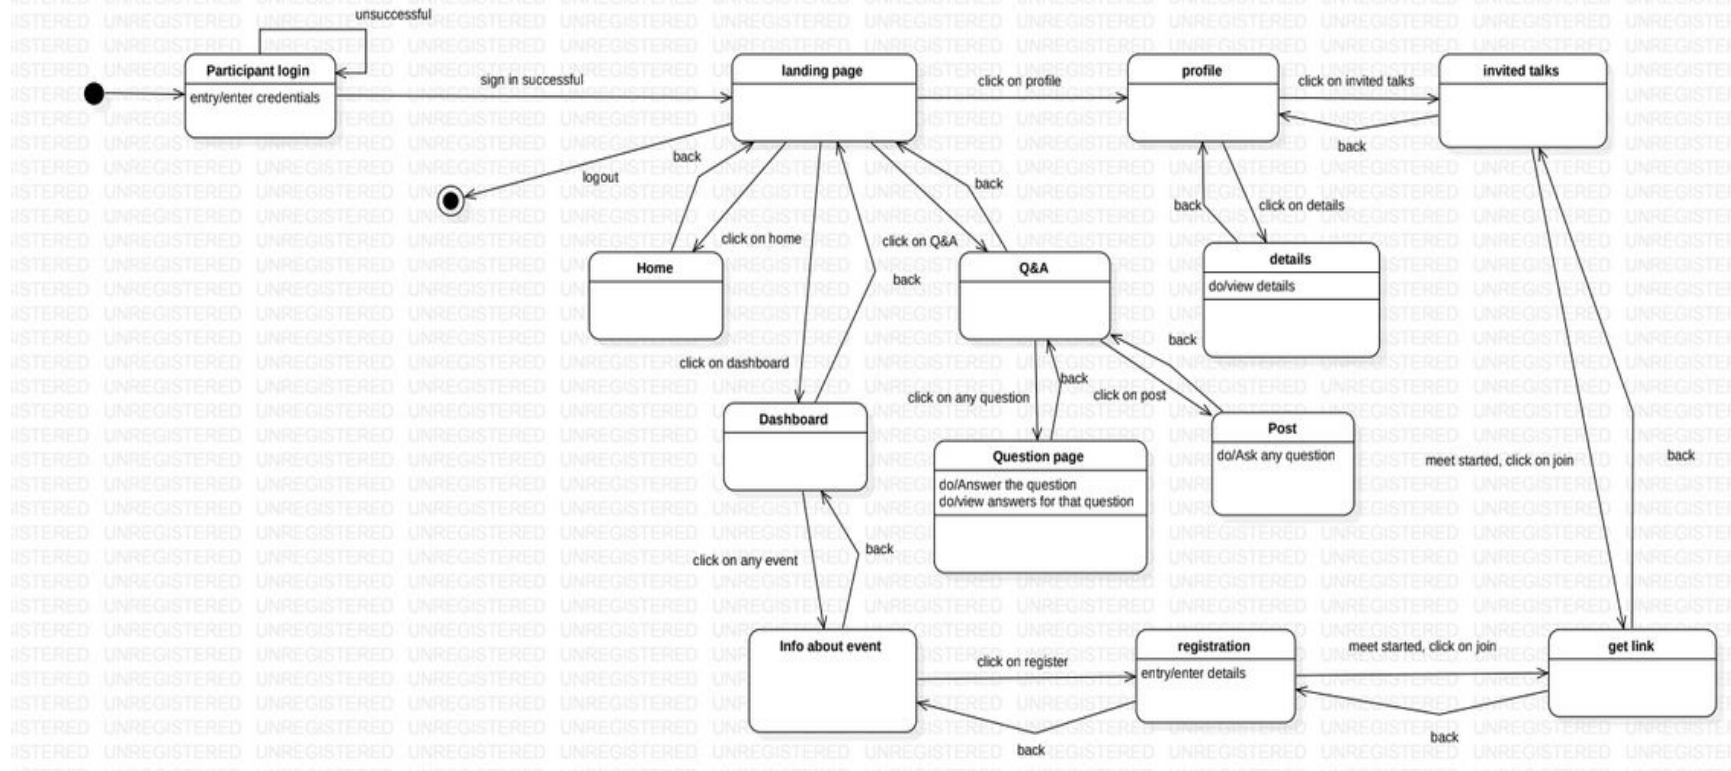 unsuccessful
Participant login
entry/enter credentials
sign in successful
landing page
click on profile
profile
click on invited talks
invited talks
back
back
logout
back
back
click on details
click on home
click on Q&A
Home
Q&A
details
do/view details
back
back
click on dashboard
back
click on any question
click on post
Dashboard
Post
do/Ask any question
Question page
do/Answer the question
do/view answers for that question
meet started, click on join
back
click on any event
back
Info about event
click on register
registration
entry/enter details
meet started, click on join
get link
back
back
UNREGISTERED